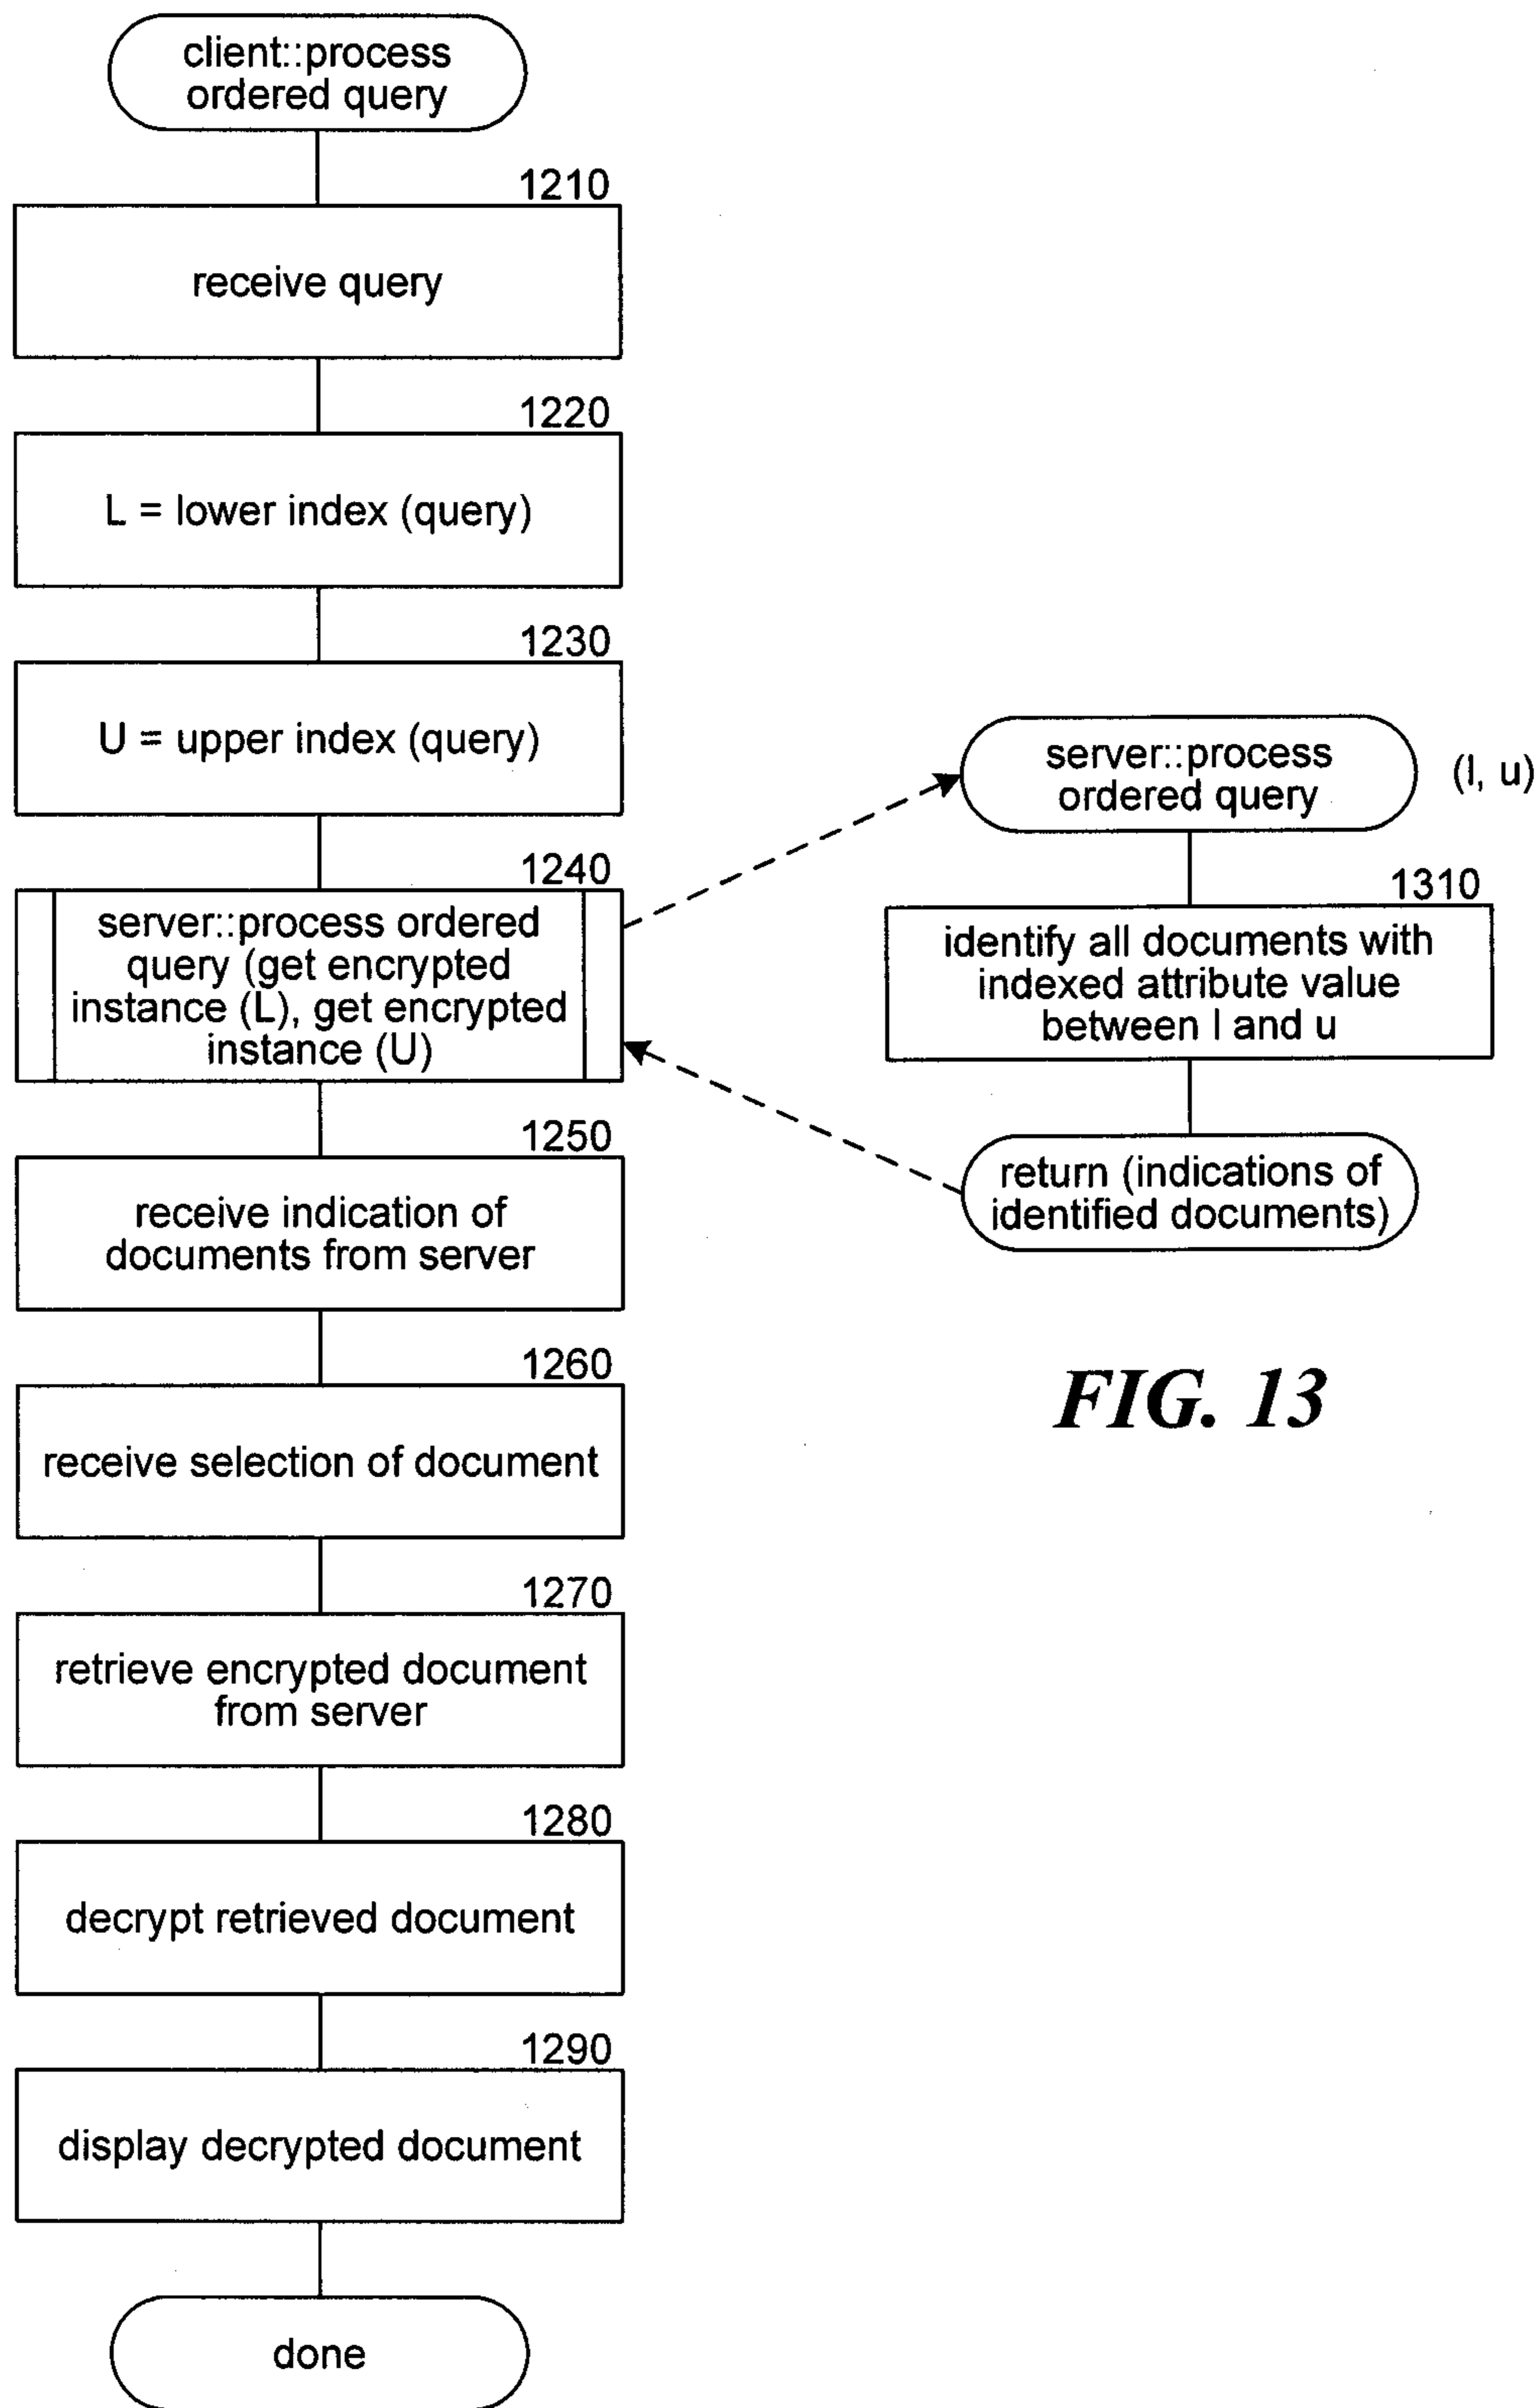 client::process
ordered query
1210
receive query
1220
L = lower index (query)
1230
U = upper index (query)
1240
server::process ordered
query (get encrypted
instance (L), get encrypted
instance (U)
1250
receive indication of
documents from server
1260
receive selection of document
1270
retrieve encrypted document
from server
1280
decrypt retrieved document
1290
display decrypted document
done
server::process
ordered query
(l, u)
1310
identify all documents with
indexed attribute value
between l and u
return (indications of
identified documents)
FIG. 13